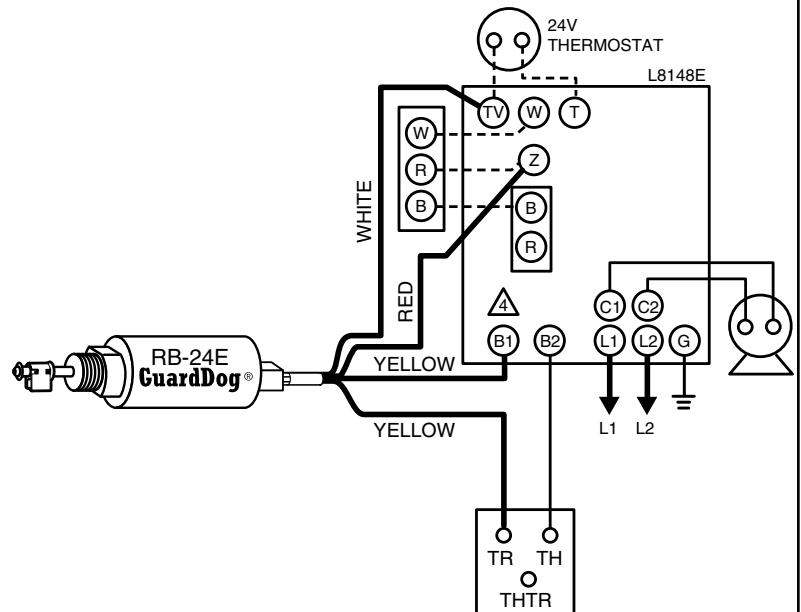 24V
THERMOSTAT
L8148E
TV
W
T
W
R
B
Z
B
R
WHITE
RED
4
C1
C2
B1
B2
L1
L2
G
RB-24E
GuardDog®
YELLOW
YELLOW
L1
L2
TR
TH
THTR